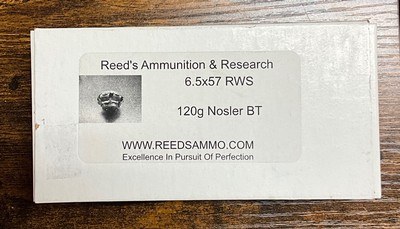 Reed's Ammunition & Research
6.5x57 RWS
120g Nosler BT
WWW.REEDSAMMO.COM
Excellence In Pursuit Of Perfection